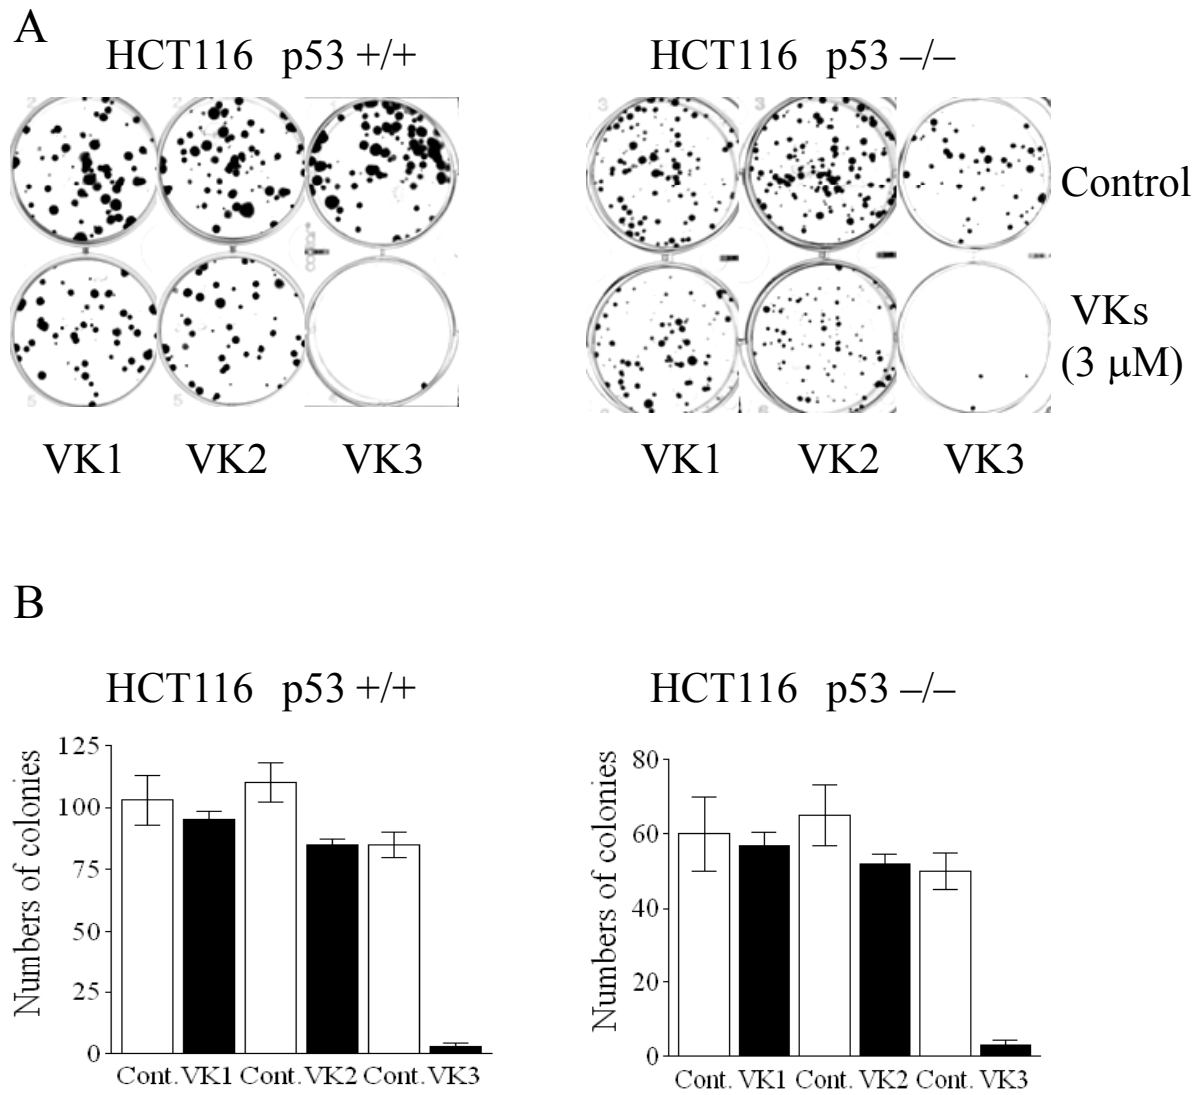 A
HCT116 p53 +/+
HCT116 p53 –/–
Control
VKs
(3 μM)
VK1 VK2 VK3
VK1 VK2 VK3
B
HCT116 p53 +/+
HCT116 p53 –/–
Numbers of colonies
125
100
75
50
25
0
Cont. VK1 Cont. VK2 Cont. VK3
Numbers of colonies
80
60
40
20
0
Cont. VK1 Cont. VK2 Cont. VK3